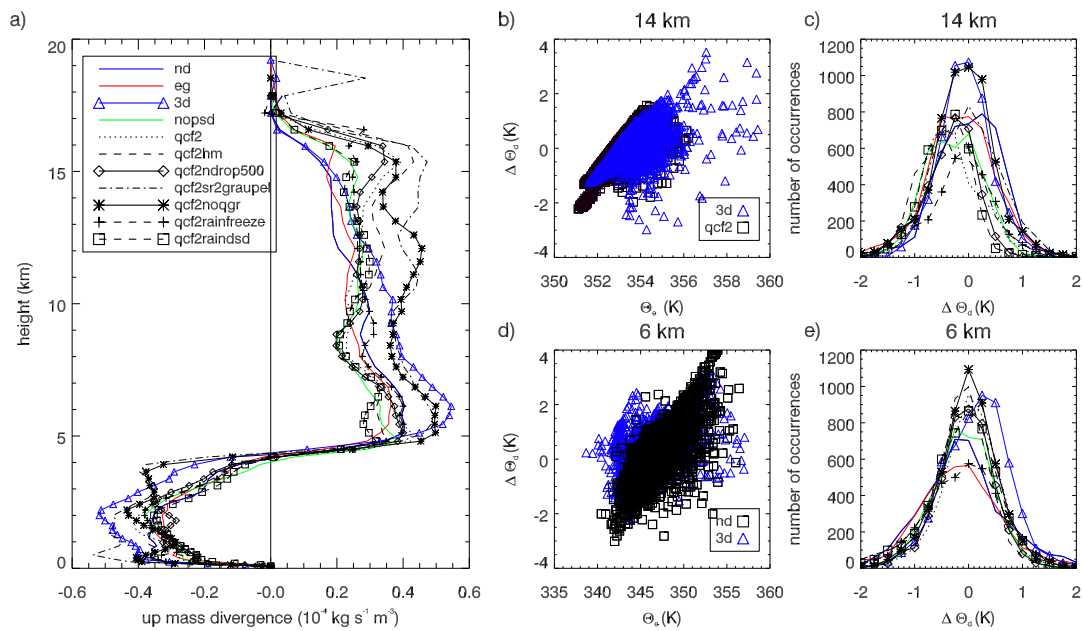 a)
20
15
10
5
0
height (km)
nd
eg
3d
nopsd
qcf2
qcf2hm
qcf2ndrop500
qcf2sr2graupel
qcf2noqgr
qcf2rainfreeze
qcf2raindsd
-0.6 -0.4 -0.2 0.0 0.2 0.4 0.6
up mass divergence (10⁻⁴ kg s⁻¹ m⁻³)
b) 14 km
4
2
0
-2
-4
Δ Θd (K)
3d
qcf2
350 352 354 356 358 360
Θe (K)
c) 14 km
1200
1000
800
600
400
200
0
number of occurrences
-2 -1 0 1 2
Δ Θd (K)
d) 6 km
4
2
0
-2
-4
Δ Θd (K)
nd
3d
340 345 350 355 360
Θe (K)
e) 6 km
1200
1000
800
600
400
200
0
number of occurrences
-2 -1 0 1 2
Δ Θd (K)